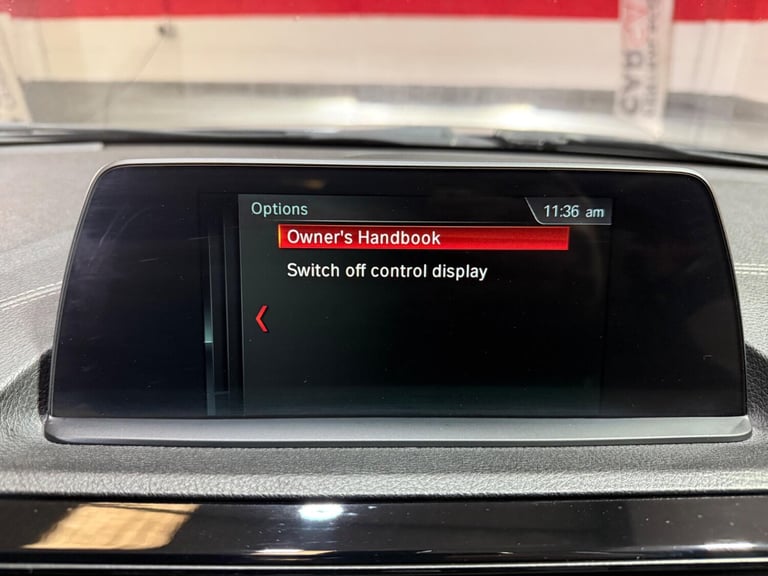 Options
11:36 am
Owner's Handbook
Switch off control display